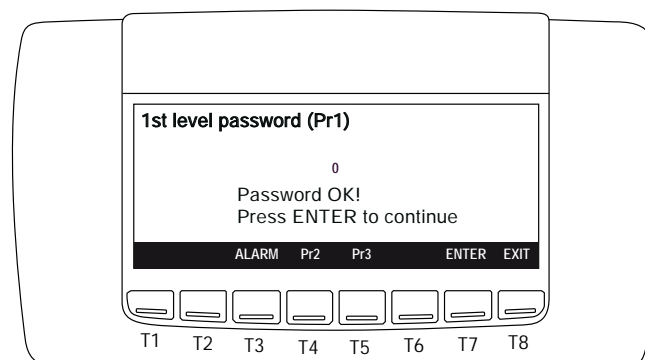 1st level password (Pr1)
0
Password OK!
Press ENTER to continue
ALARM Pr2 Pr3 ENTER EXIT
T1 T2 T3 T4 T5 T6 T7 T8